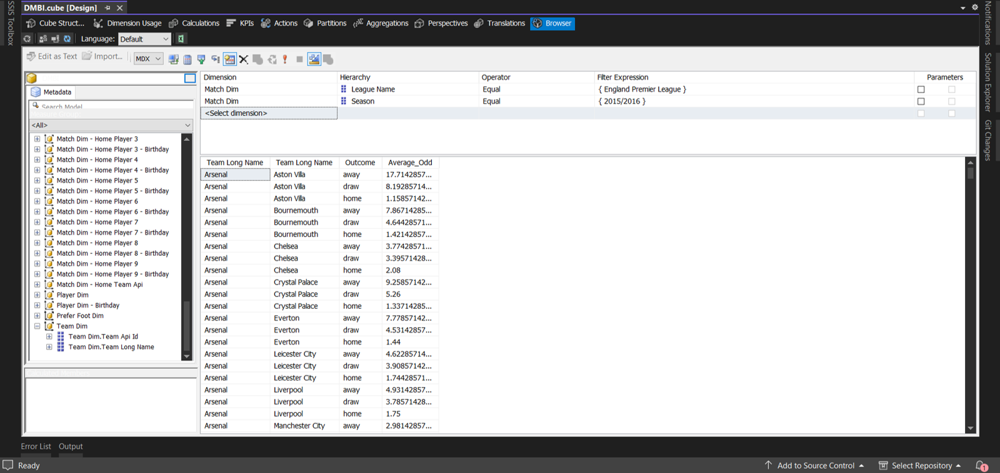 DMBI.cube [Design]
Cube Struct... Dimension Usage Calculations KPIs Actions Partitions Aggregations Perspectives Translations Browser
Language: Default
Edit as Text Import... MDX
Metadata
Search Model
Measure Group:
<All>
Match Dim - Home Player 3
Match Dim - Home Player 3 - Birthday
Match Dim - Home Player 4
Match Dim - Home Player 4 - Birthday
Match Dim - Home Player 5
Match Dim - Home Player 5 - Birthday
Match Dim - Home Player 6
Match Dim - Home Player 6 - Birthday
Match Dim - Home Player 7
Match Dim - Home Player 7 - Birthday
Match Dim - Home Player 8
Match Dim - Home Player 8 - Birthday
Match Dim - Home Player 9
Match Dim - Home Player 9 - Birthday
Match Dim - Home Team Api
Player Dim
Player Dim - Birthday
Prefer Foot Dim
Team Dim
Team Dim.Team Api Id
Team Dim.Team Long Name
Calculated Members
Dimension Hierarchy Operator Filter Expression Parameters
Match Dim League Name Equal { England Premier League }
Match Dim Season Equal { 2015/2016 }
<Select dimension>
Team Long Name Team Long Name Outcome Average_Odd
Arsenal Aston Villa away 17.7142857...
Arsenal Aston Villa draw 8.19285714...
Arsenal Aston Villa home 1.15857142...
Arsenal Bournemouth away 7.86714285...
Arsenal Bournemouth draw 4.64428571...
Arsenal Bournemouth home 1.42142857...
Arsenal Chelsea away 3.77428571...
Arsenal Chelsea draw 3.39571428...
Arsenal Chelsea home 2.08
Arsenal Crystal Palace away 9.25857142...
Arsenal Crystal Palace draw 5.26
Arsenal Crystal Palace home 1.33714285...
Arsenal Everton away 7.77857142...
Arsenal Everton draw 4.53142857...
Arsenal Everton home 1.44
Arsenal Leicester City away 4.62285714...
Arsenal Leicester City draw 3.90857142...
Arsenal Leicester City home 1.74428571...
Arsenal Liverpool away 4.93142857...
Arsenal Liverpool draw 3.78571428...
Arsenal Liverpool home 1.75
Arsenal Manchester City away 2.98142857...
SSIS Toolbox
Notifications
Solution Explorer
Git Changes
Error List Output
Ready Add to Source Control Select Repository 1